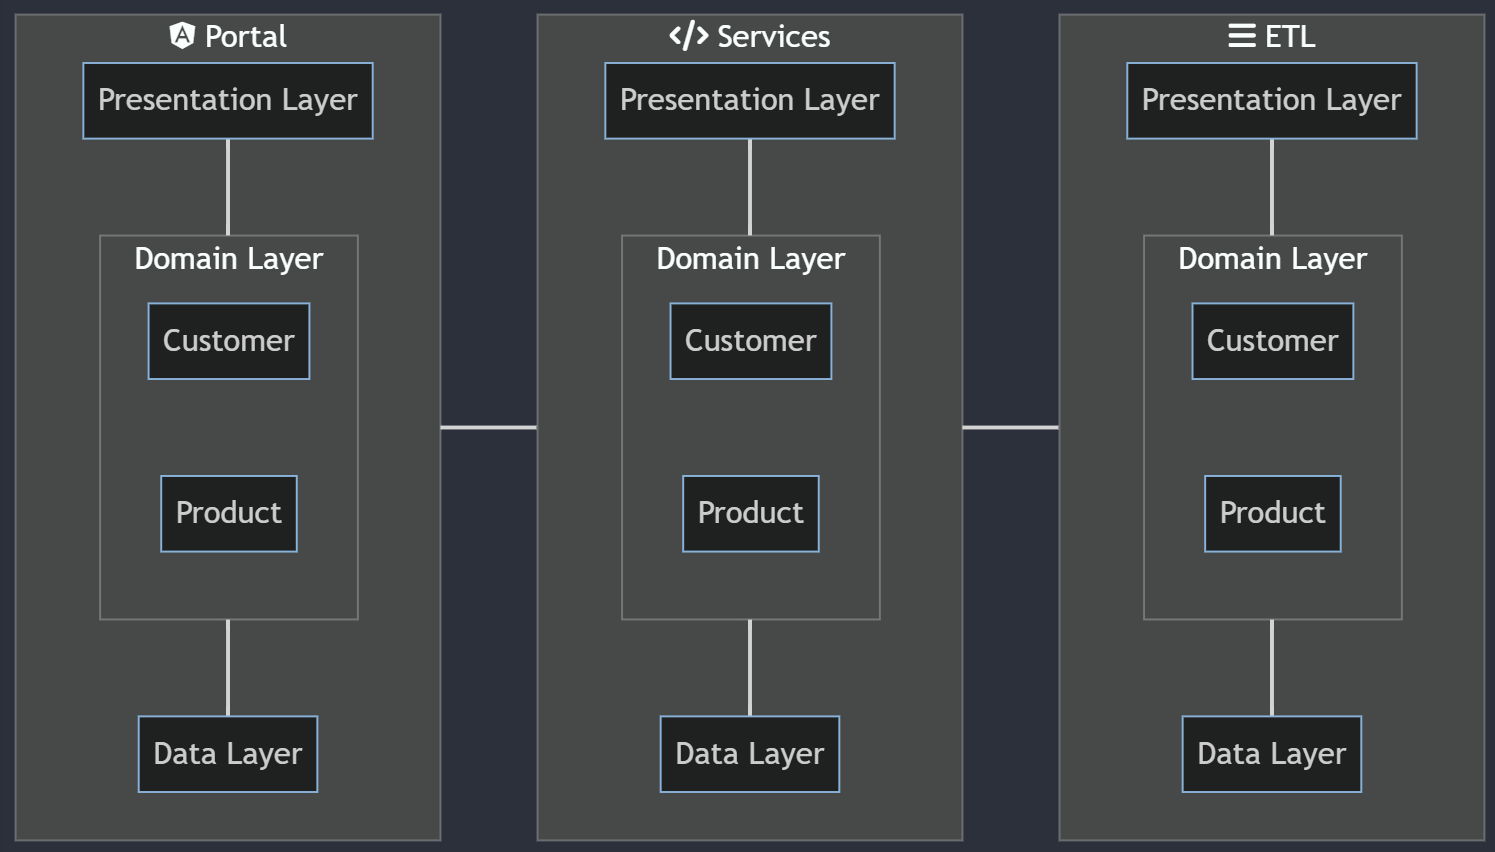 Portal
Presentation Layer
Domain Layer
Customer
Product
Data Layer
Services
Presentation Layer
Domain Layer
Customer
Product
Data Layer
ETL
Presentation Layer
Domain Layer
Customer
Product
Data Layer